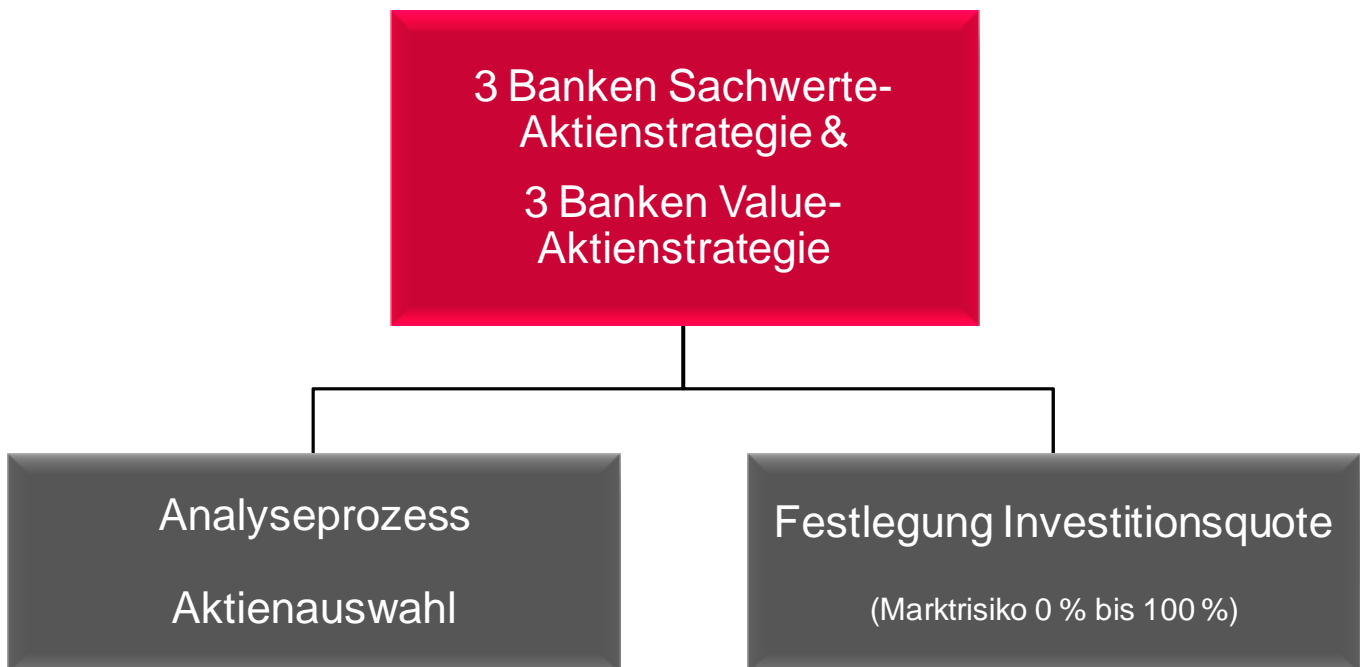 3 Banken Sachwerte-
Aktienstrategie &
3 Banken Value-
Aktienstrategie
Analyseprozess
Aktienauswahl
Festlegung Investitionsquote
(Marktrisiko 0 % bis 100 %)